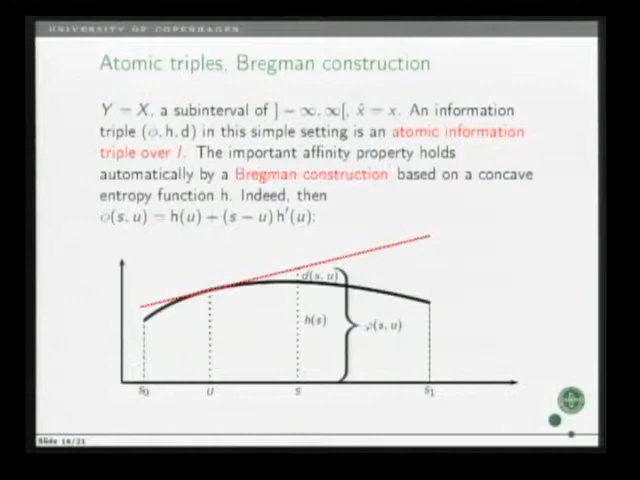 UNIVERSITY OF COPENHAGEN
Atomic triples, Bregman construction
Y = X, a subinterval of ]−∞, ∞[, x̂ = x. An information
triple (φ, h, d) in this simple setting is an atomic information
triple over I. The important affinity property holds
automatically by a Bregman construction based on a concave
entropy function h. Indeed, then
φ(s, u) = h(u) + (s − u) h′(u):
d(s, u)
h(s)
φ(s, u)
s₀ u s s₁
Slide 16/21